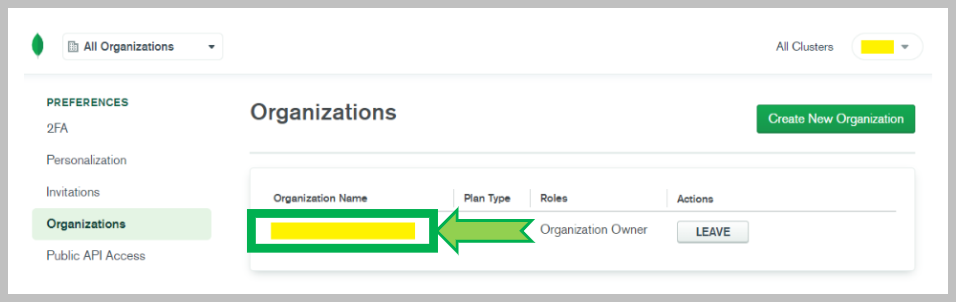 All Organizations
All Clusters
PREFERENCES
2FA
Personalization
Invitations
Organizations
Public API Access
Organizations
Create New Organization
Organization Name Plan Type Roles Actions
Organization Owner LEAVE